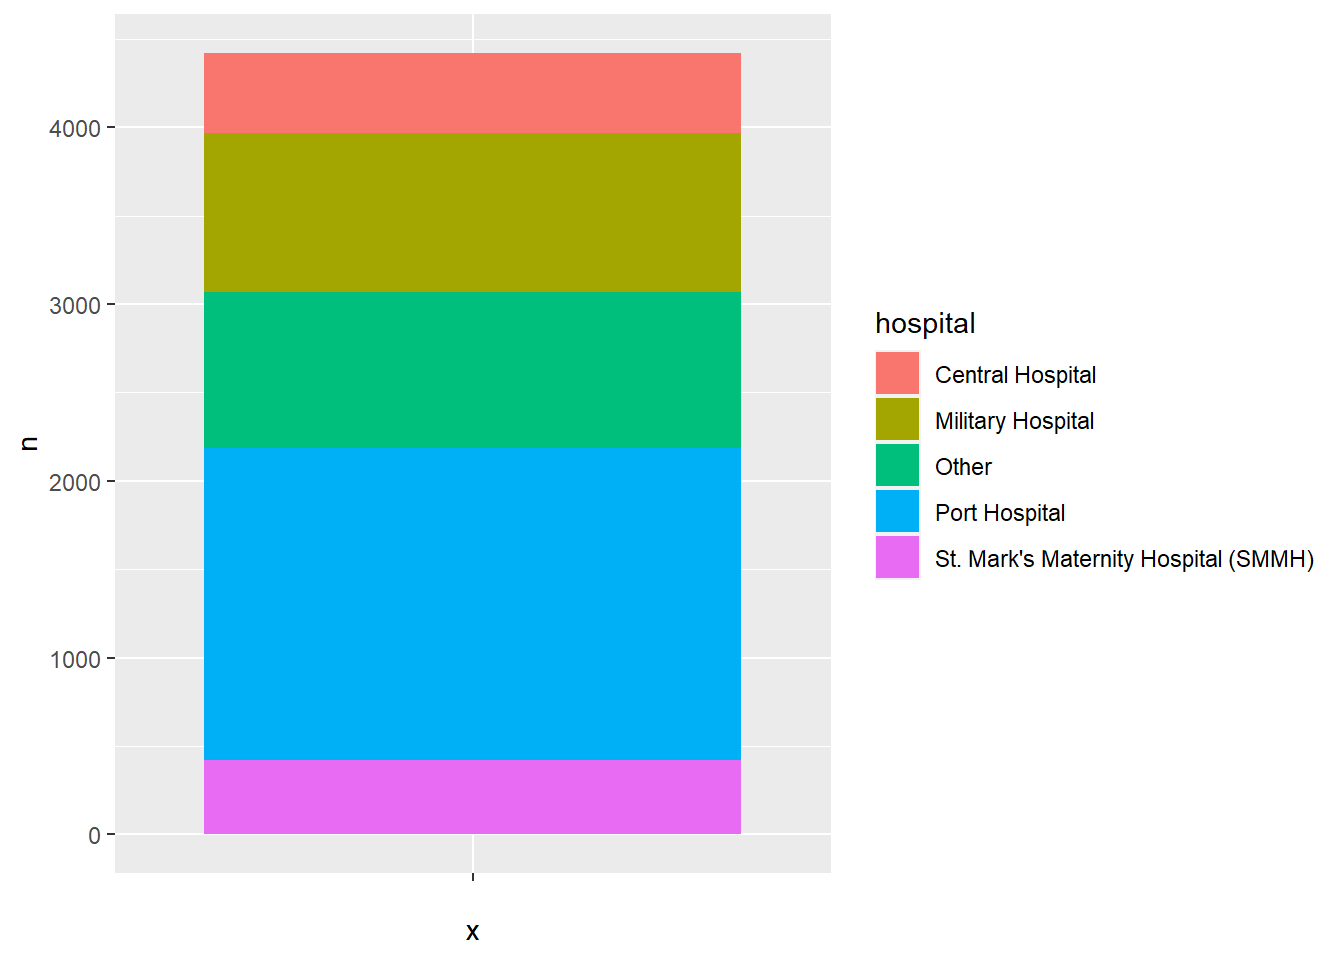 4000
3000
2000
1000
0
n
x
hospital
Central Hospital
Military Hospital
Other
Port Hospital
St. Mark's Maternity Hospital (SMMH)